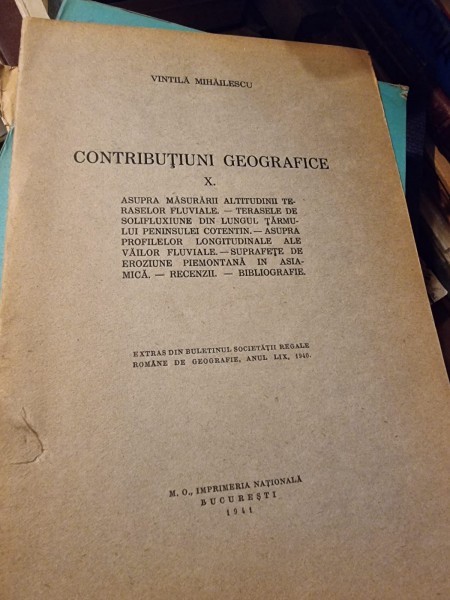 VINTILĂ MIHĂILESCU
CONTRIBUȚIUNI GEOGRAFICE
X.
ASUPRA MĂSURĂRII ALTITUDINII TE-
RASELOR FLUVIALE. — TERASELE DE
SOLIFLUXIUNE DIN LUNGUL ȚĂRMU-
LUI PENINSULEI COTENTIN. — ASUPRA
PROFILELOR LONGITUDINALE ALE
VĂILOR FLUVIALE. — SUPRAFEȚE DE
EROZIUNE PIEMONTANĂ IN ASIA-
MICĂ. — RECENZII. — BIBLIOGRAFIE.
EXTRAS DIN BULETINUL SOCIETĂȚII REGALE
ROMÂNE DE GEOGRAFIE, ANUL LIX, 1940.
M. O., IMPRIMERIA NAȚIONALĂ
BUCUREȘTI
1941